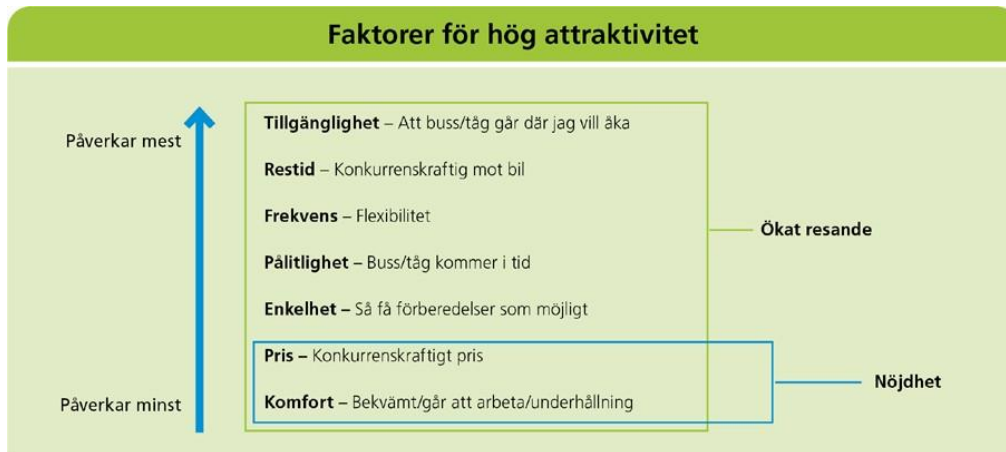 Faktorer för hög attraktivitet
Påverkar mest
Tillgänglighet – Att buss/tåg går där jag vill åka
Restid – Konkurrenskraftig mot bil
Frekvens – Flexibilitet
Ökat resande
Pålitlighet – Buss/tåg kommer i tid
Enkelhet – Så få förberedelser som möjligt
Pris – Konkurrenskraftigt pris
Nöjdhet
Påverkar minst
Komfort – Bekvämt/går att arbeta/underhållning